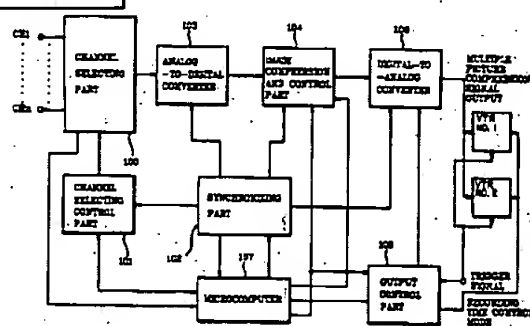 CH1
CHn
CHANNEL
SELECTING
PART
100
103
ANALOG
-TO-DIGITAL
CONVERTER
104
IMAGE
COMPRESSION
AND CONTROL
PART
106
DIGITAL-TO
-ANALOG
CONVERTER
MULTIPLE
PICTURE
COMPRESSION
SIGNAL
OUTPUT
VTR
NO. 1
VTR
NO. 2
CHANNEL
SELECTING
CONTROL
PART
101
SYNCHRONIZING
PART
102
107
MICROCOMPUTER
108
OUTPUT
CONTROL
PART
TRIGGER
SIGNAL
RECORDING
TIME CONTROL
MODE